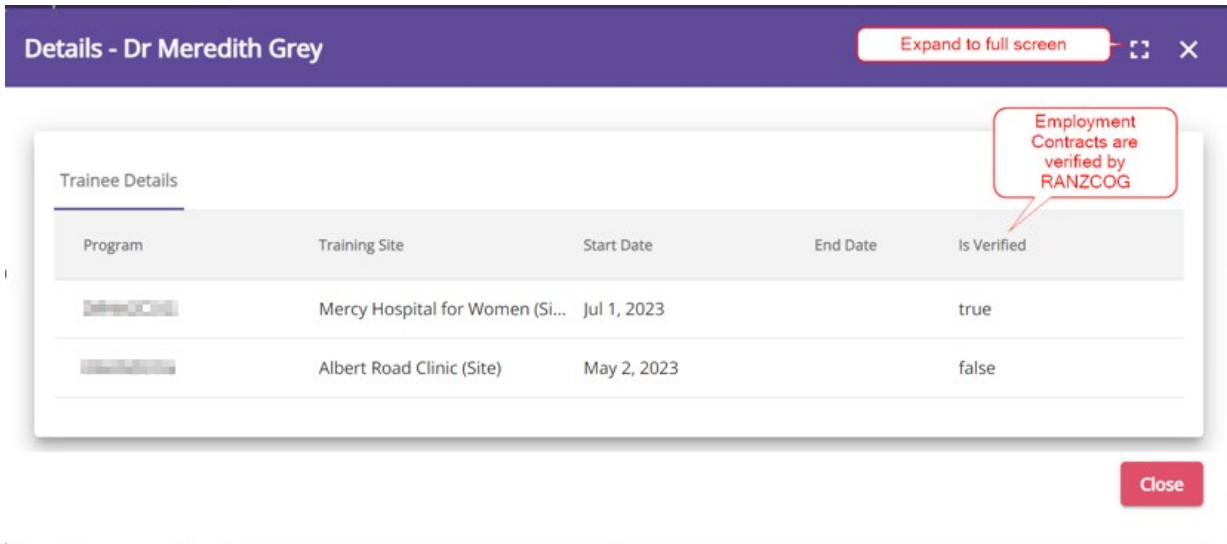 Details - Dr Meredith Grey
Expand to full screen
Employment
Contracts are
verified by
RANZCOG
Trainee Details
Program Training Site Start Date End Date Is Verified
Mercy Hospital for Women (Si... Jul 1, 2023 true
Albert Road Clinic (Site) May 2, 2023 false
Close